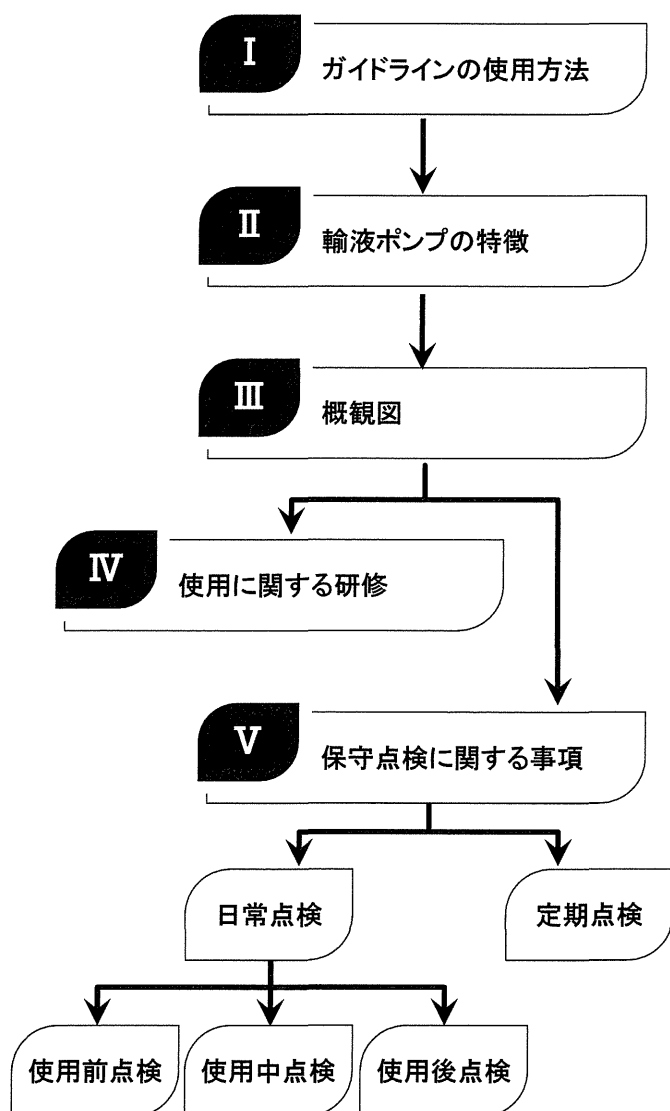 I
ガイドラインの使用方法
II
輸液ポンプの特徴
III
概観図
IV
使用に関する研修
V
保守点検に関する事項
日常点検
定期点検
使用前点検
使用中点検
使用後点検